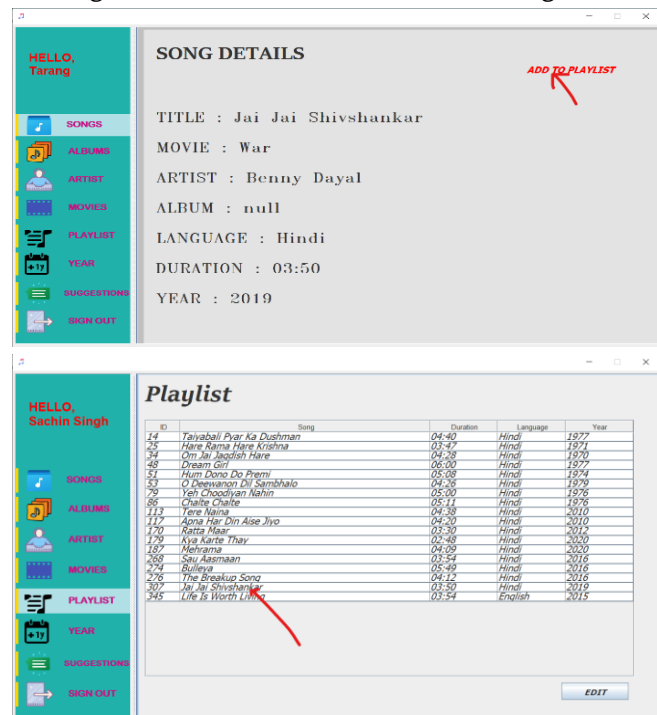 HELLO,
Tarang
SONGS
ALBUMS
ARTIST
MOVIES
PLAYLIST
+1y
YEAR
SUGGESTIONS
SIGN OUT
SONG DETAILS
ADD TO PLAYLIST
TITLE : Jai Jai Shivshankar
MOVIE : War
ARTIST : Benny Dayal
ALBUM : null
LANGUAGE : Hindi
DURATION : 03:50
YEAR : 2019
HELLO,
Sachin Singh
SONGS
ALBUMS
ARTIST
MOVIES
PLAYLIST
+1y
YEAR
SUGGESTIONS
SIGN OUT
Playlist
ID Song Duration Language Year
14 Taiyabali Pyar Ka Dushman 04:40 Hindi 1977
25 Hare Rama Hare Krishna 03:47 Hindi 1971
34 Om Jai Jagdish Hare 04:28 Hindi 1970
48 Dream Girl 06:00 Hindi 1977
51 Hum Dono Do Premi 05:08 Hindi 1974
53 O Deewanon Dil Sambhalo 04:26 Hindi 1979
79 Yeh Choodiyan Nahin 05:00 Hindi 1976
86 Chalte Chalte 05:11 Hindi 1976
113 Tere Naina 04:38 Hindi 2010
117 Apna Har Din Aise Jiyo 04:20 Hindi 2010
170 Ratta Maar 03:30 Hindi 2012
179 Kya Karte Thay 02:48 Hindi 2020
187 Mehrama 04:09 Hindi 2020
268 Sau Aasmaan 03:54 Hindi 2016
274 Bulleya 05:49 Hindi 2016
276 The Breakup Song 04:12 Hindi 2016
307 Jai Jai Shivshankar 03:50 Hindi 2019
345 Life Is Worth Living 03:54 English 2015
EDIT